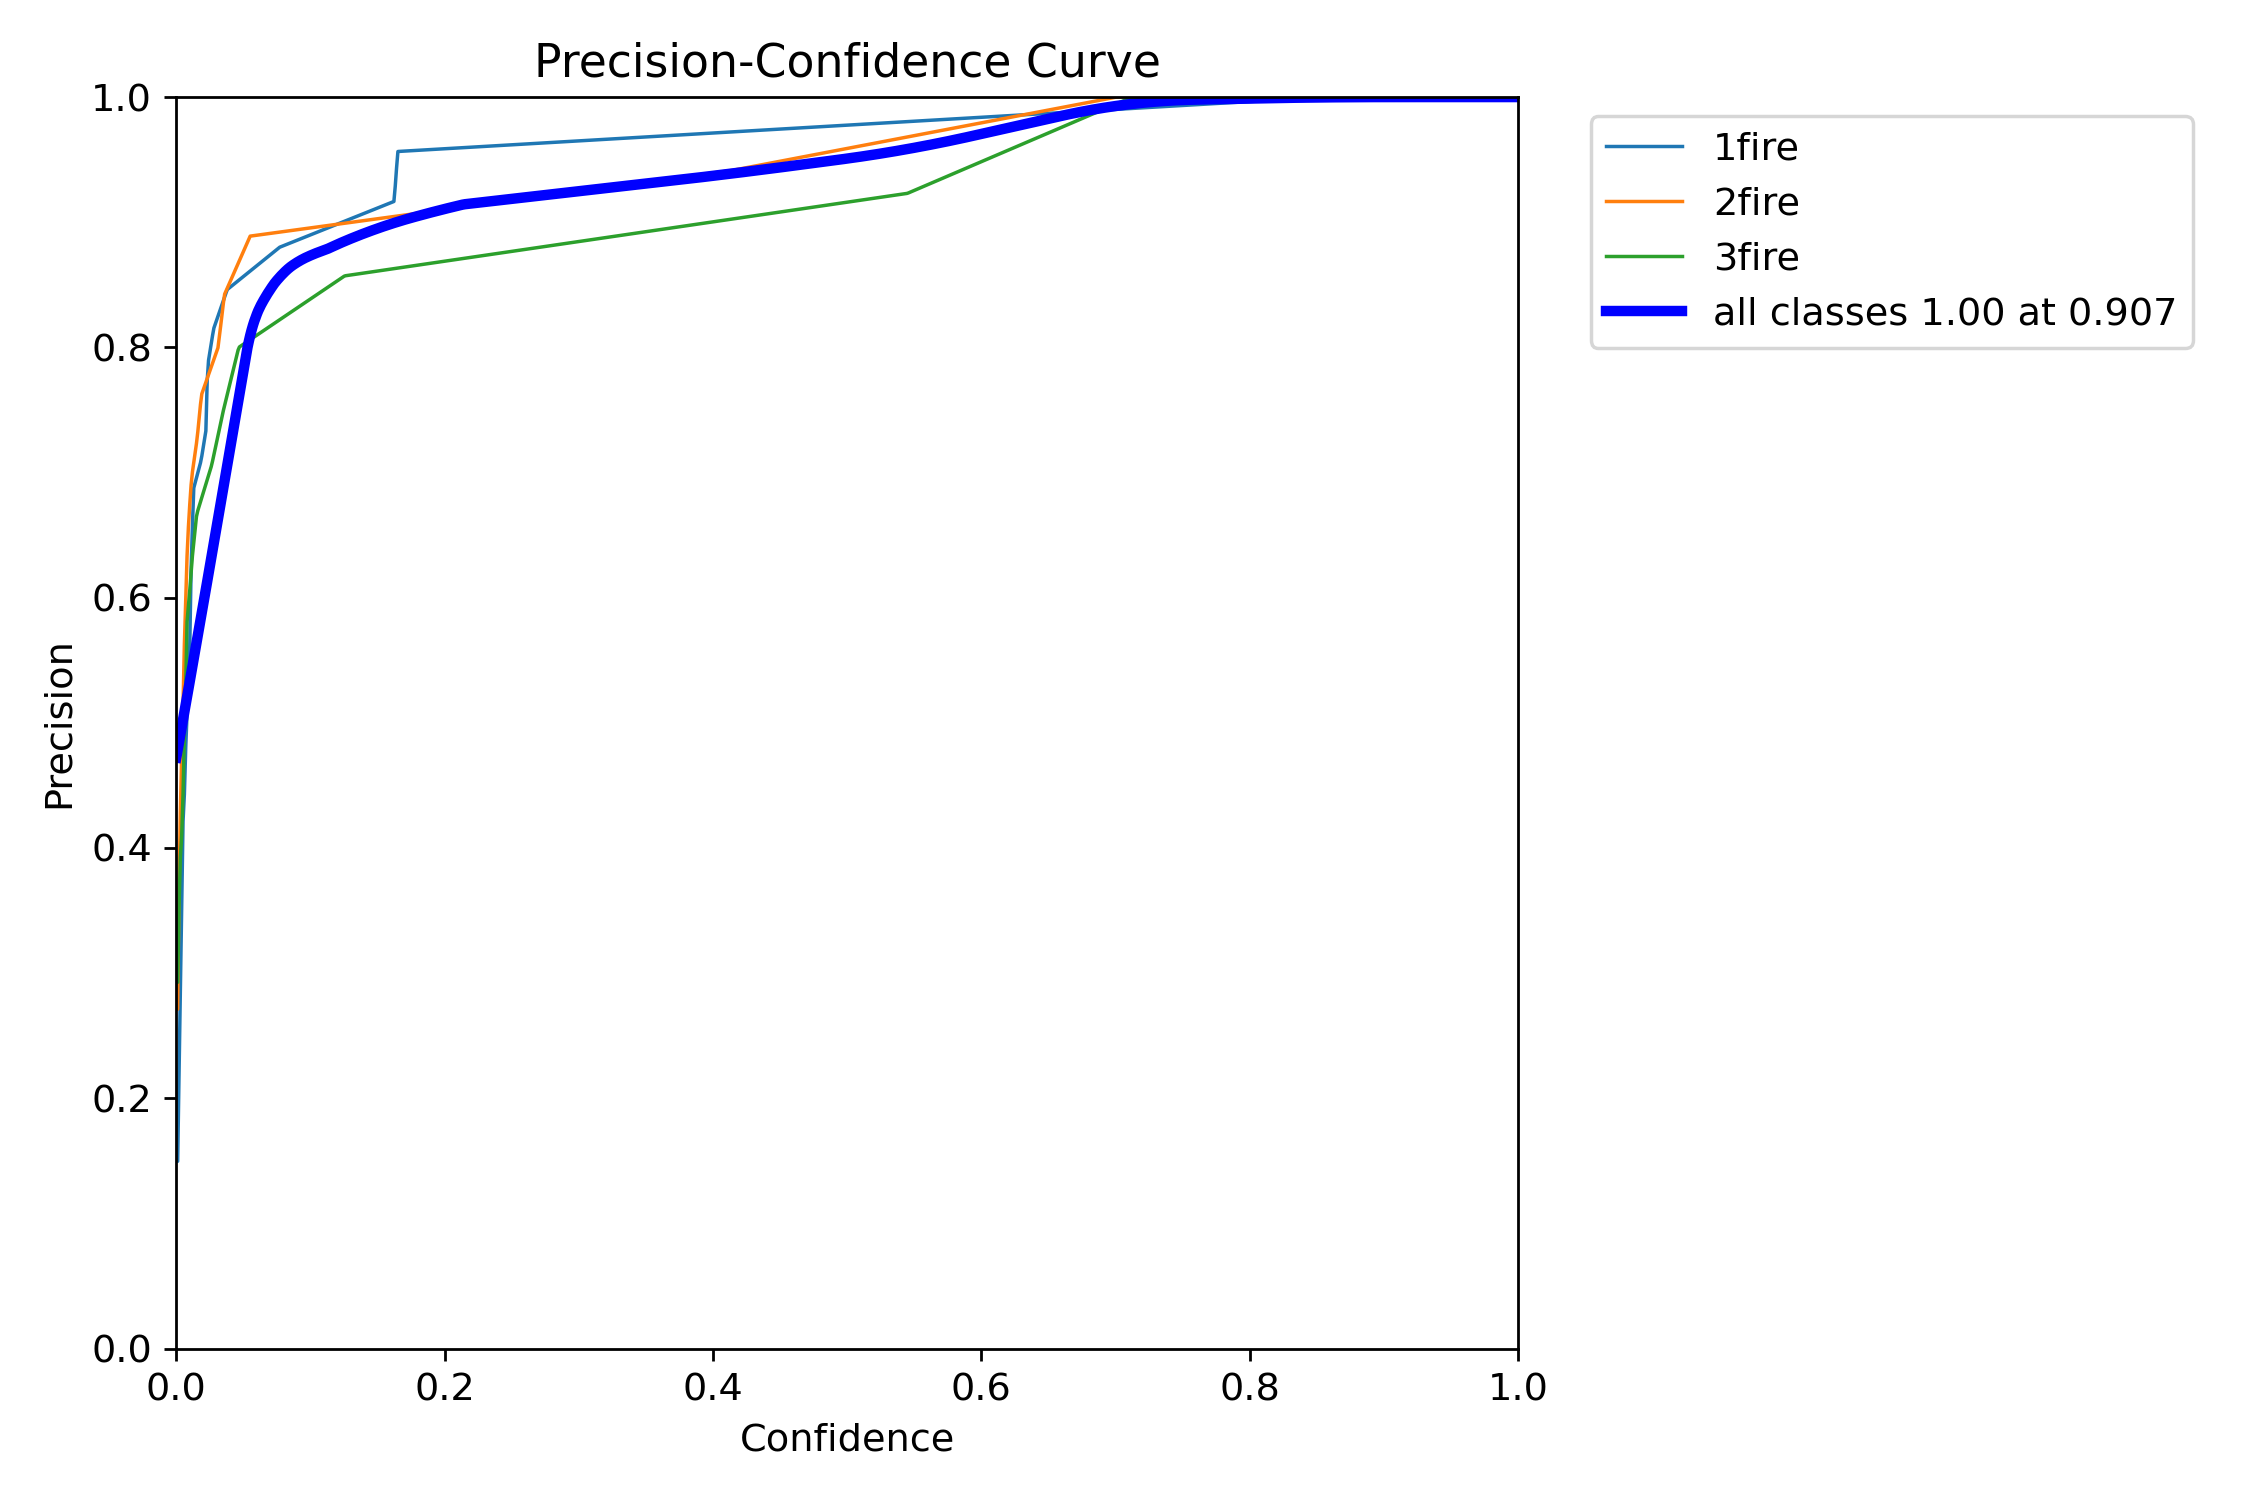 Precision-Confidence Curve
1.0
0.8
0.6
0.4
0.2
0.0
Precision
0.0 0.2 0.4 0.6 0.8 1.0
Confidence
1fire
2fire
3fire
all classes 1.00 at 0.907